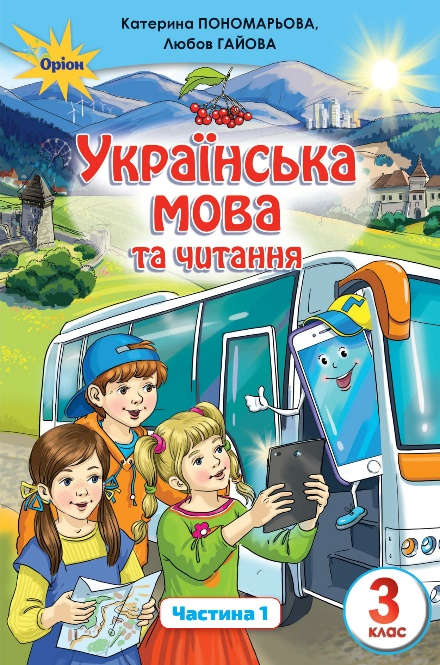 Катерина ПОНОМАРЬОВА,
Любов ГАЙОВА
Оріон
Українська
мова
та читання
Частина 1
3
клас